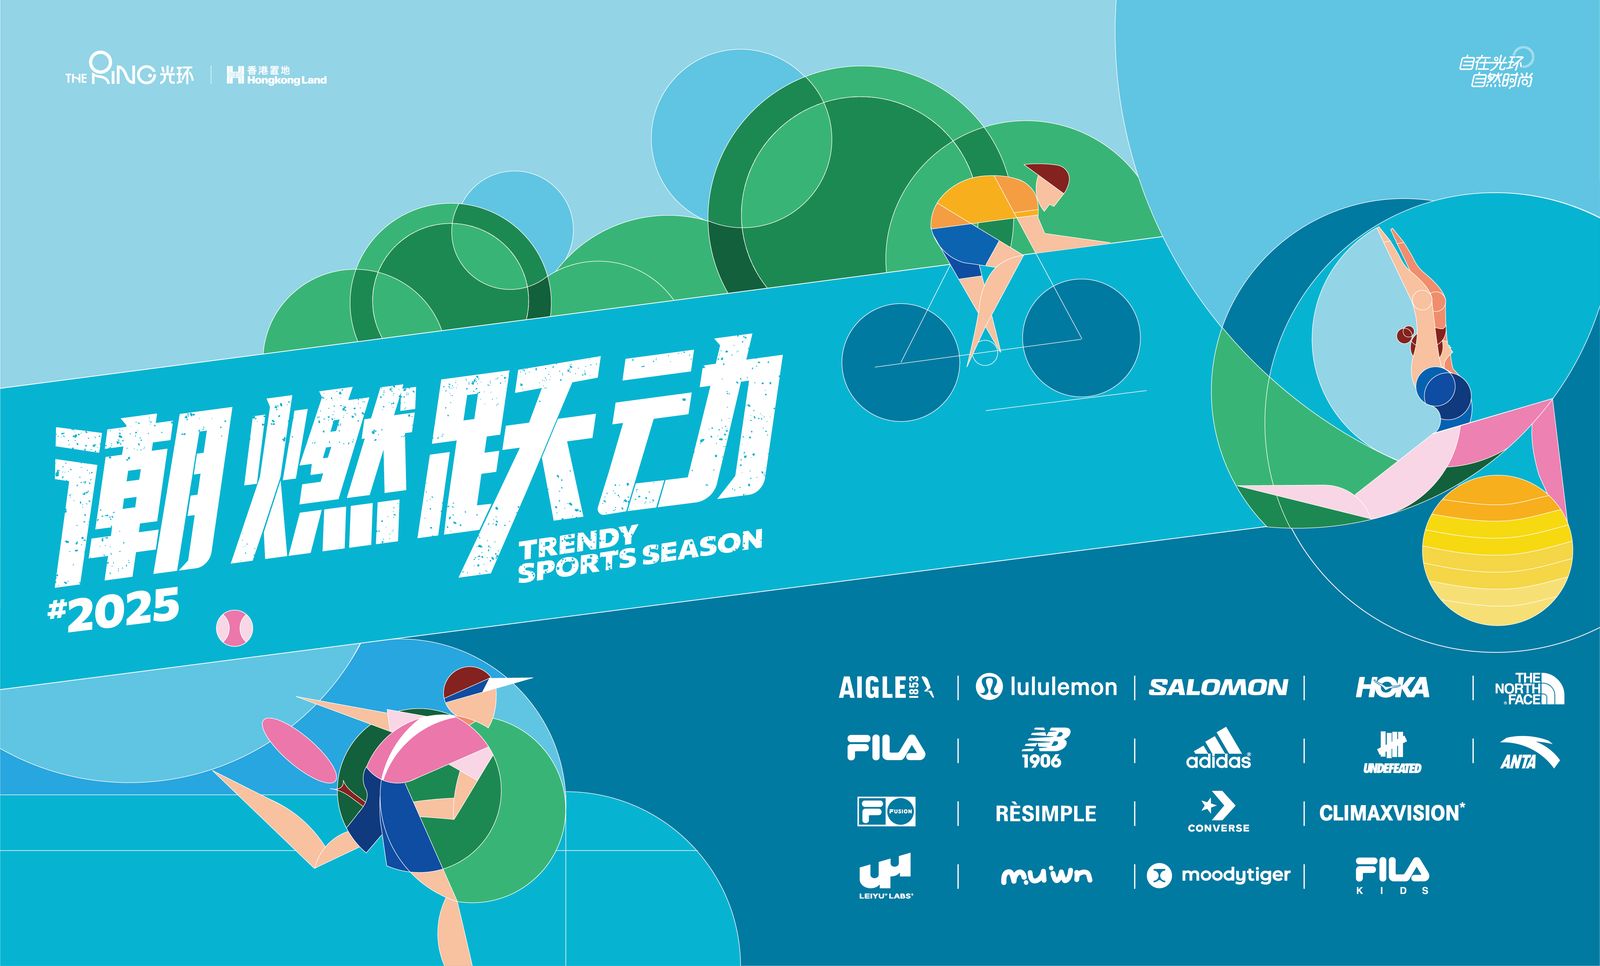 THE RING 光环
香港置地
Hongkong Land
自在光环
自然时尚
潮燃跃动
TRENDY
SPORTS SEASON
#2025
AIGLE 1853
lululemon
SALOMON
HOKA
THE
NORTH
FACE
FILA
NB
1906
adidas
UNDEFEATED
ANTA
F FUSION
RÈSIMPLE
CONVERSE
CLIMAXVISION*
LEIYU° LABS°
muwn
moodytiger
FILA
KIDS